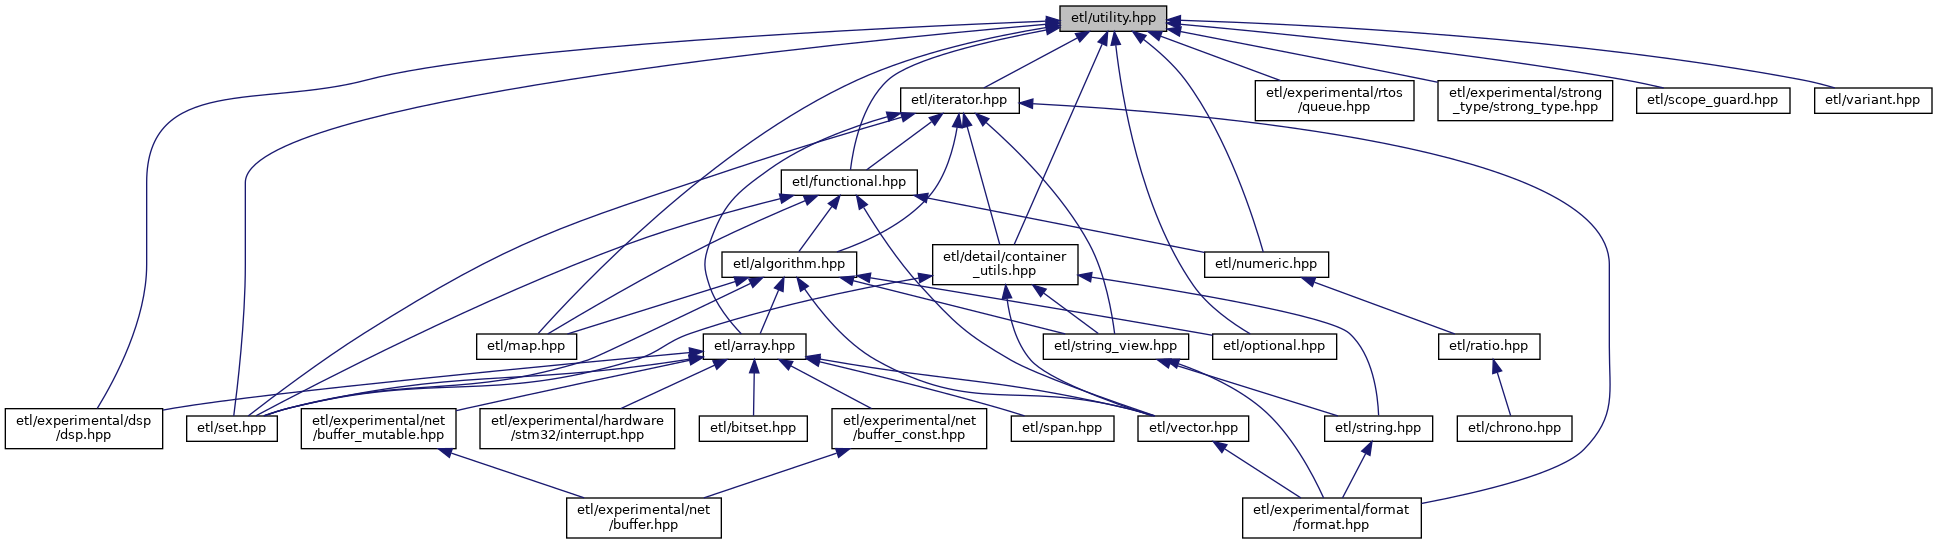 etl/utility.hpp
etl/iterator.hpp
etl/experimental/rtos
/queue.hpp
etl/experimental/strong
_type/strong_type.hpp
etl/scope_guard.hpp
etl/variant.hpp
etl/functional.hpp
etl/algorithm.hpp
etl/detail/container
_utils.hpp
etl/numeric.hpp
etl/map.hpp
etl/array.hpp
etl/string_view.hpp
etl/optional.hpp
etl/ratio.hpp
etl/experimental/dsp
/dsp.hpp
etl/set.hpp
etl/experimental/net
/buffer_mutable.hpp
etl/experimental/hardware
/stm32/interrupt.hpp
etl/bitset.hpp
etl/experimental/net
/buffer_const.hpp
etl/span.hpp
etl/vector.hpp
etl/string.hpp
etl/chrono.hpp
etl/experimental/net
/buffer.hpp
etl/experimental/format
/format.hpp